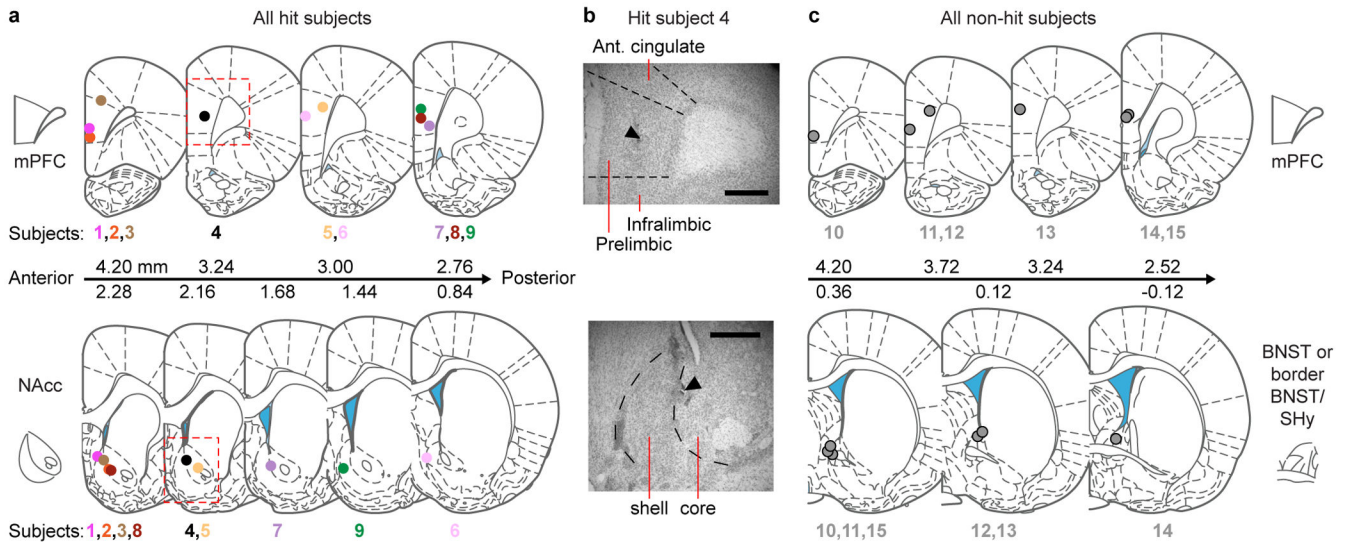 a
All hit subjects
mPFC
Subjects: 1,2,3 4 5,6 7,8,9
Anterior
4.20 mm 3.24 3.00 2.76
2.28 2.16 1.68 1.44 0.84
Posterior
NAcc
Subjects: 1,2,3,8 4,5 7 9 6
b
Hit subject 4
Ant. cingulate
Infralimbic
Prelimbic
shell core
c
All non-hit subjects
mPFC
10 11,12 13 14,15
4.20 3.72 3.24 2.52
0.36 0.12 -0.12
BNST or
border
BNST/
SHy
10,11,15 12,13 14